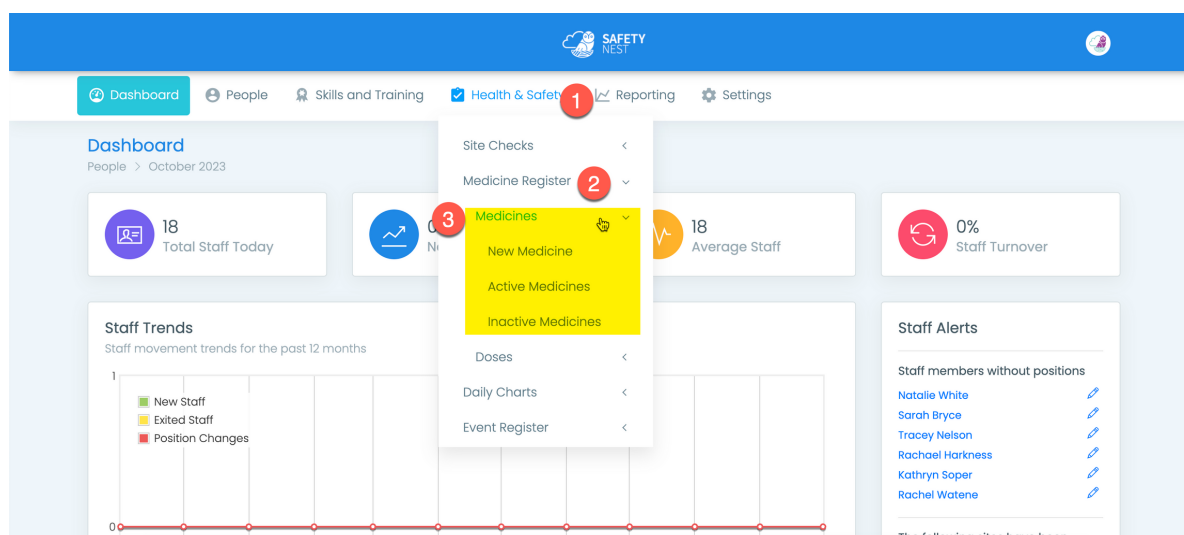 SAFETY
NEST
Dashboard People Skills and Training Health & Safety Reporting Settings
1
Dashboard
People > October 2023
Site Checks
Medicine Register
2
3
Medicines
New Medicine
Active Medicines
Inactive Medicines
Doses
Daily Charts
Event Register
18
Total Staff Today
18
Average Staff
0%
Staff Turnover
Staff Trends
Staff movement trends for the past 12 months
1
New Staff
Exited Staff
Position Changes
0
Staff Alerts
Staff members without positions
Natalie White
Sarah Bryce
Tracey Nelson
Rachael Harkness
Kathryn Soper
Rachel Watene